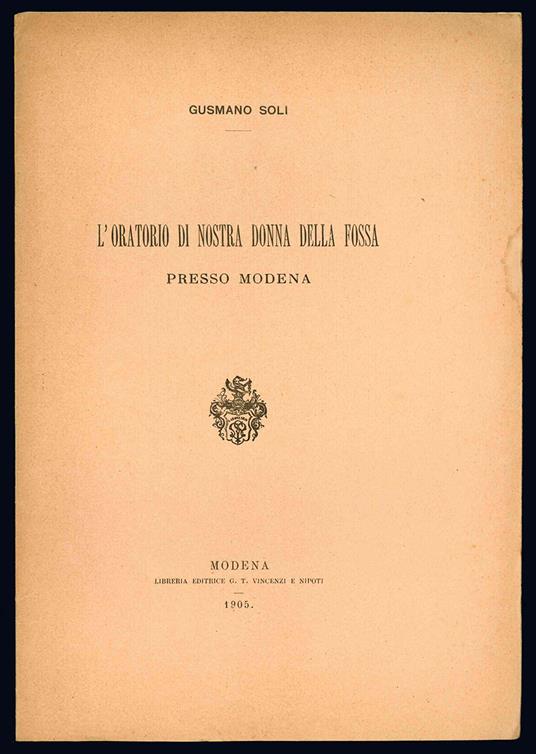 GUSMANO SOLI
L'ORATORIO DI NOSTRA DONNA DELLA FOSSA
PRESSO MODENA
MODENA
LIBRERIA EDITRICE G. T. VINCENZI E NIPOTI
1905.